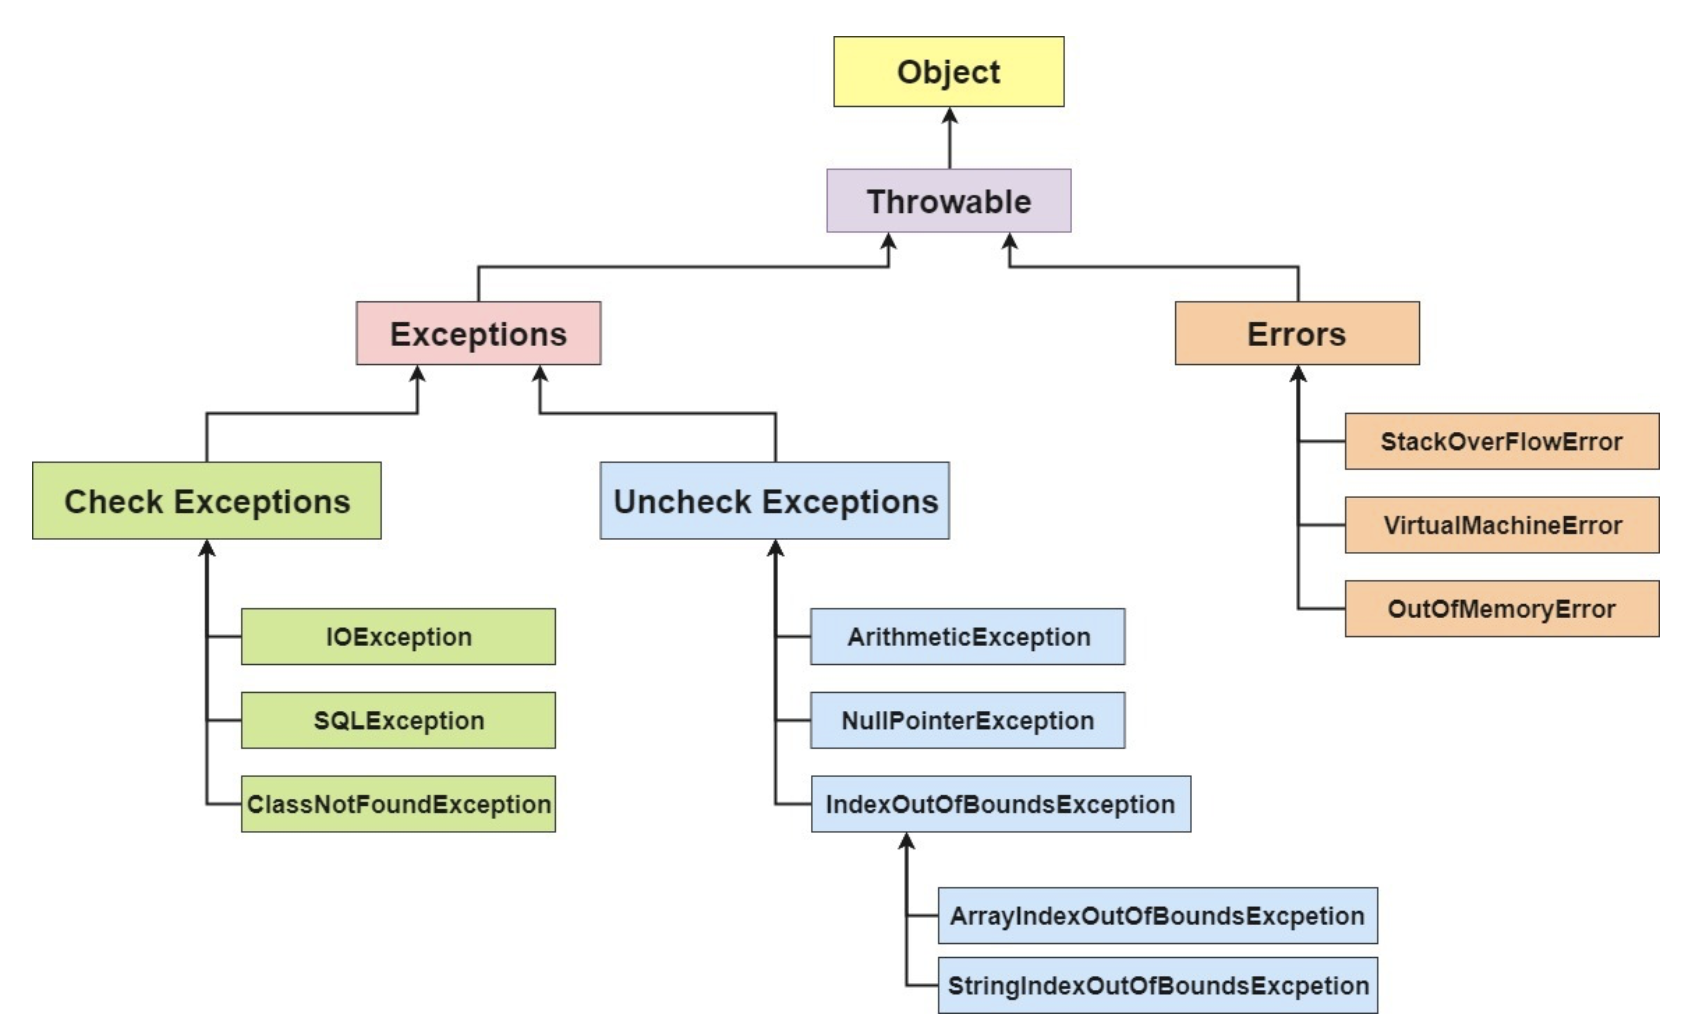 Object
Throwable
Exceptions
Errors
Check Exceptions
Uncheck Exceptions
StackOverFlowError
VirtualMachineError
OutOfMemoryError
IOException
SQLException
ClassNotFoundException
ArithmeticException
NullPointerException
IndexOutOfBoundsException
ArrayIndexOutOfBoundsExcpetion
StringIndexOutOfBoundsExcpetion